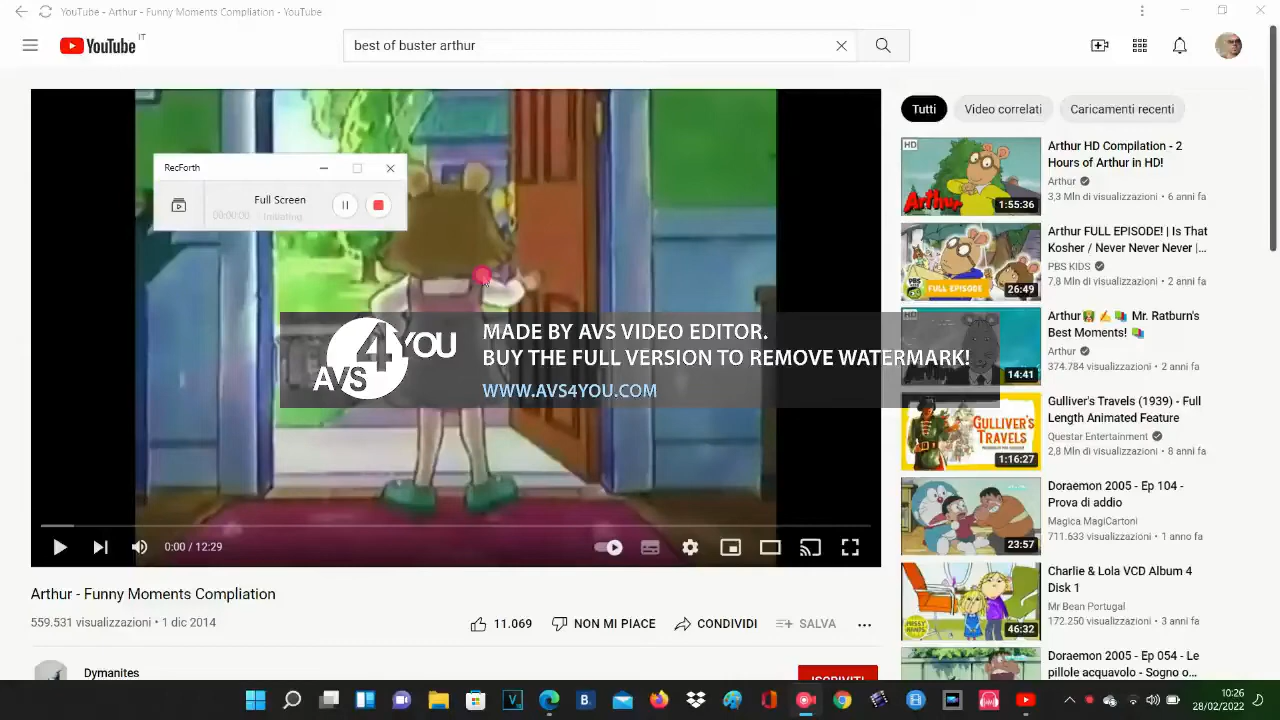 YouTube - Arthur - Funny Moments Compliation - YouTube
YouTube IT
best of buster arthur
Tutti
Video correlati
Caricamenti recenti
RecForth
Full Screen
00:00:00
Initiating
AVS4YOU
MADE BY AVS VIDEO EDITOR.
BUY THE FULL VERSION TO REMOVE WATERMARK!
WWW.AVS4YOU.COM
0:00 / 12:29
Arthur - Funny Moments Compliation
559.531 visualizzazioni • 1 dic 2014
11.069
NON MI PIACE
CONDIVIDI
SALVA
Dymanites
ISCRIVITI
HD
Arthur
1:55:36
Arthur HD Compilation - 2
Hours of Arthur in HD!
Arthur
3,3 Mln di visualizzazioni • 6 anni fa
FULL EPISODE
26:49
Arthur FULL EPISODE! | Is That
Kosher / Never Never Never |...
PBS KIDS
7,8 Mln di visualizzazioni • 2 anni fa
HD
14:41
Arthur Mr. Ratburn's
Best Moments!
Arthur
374.784 visualizzazioni • 2 anni fa
GULLIVER'S
TRAVELS
1:16:27
Gulliver's Travels (1939) - Full
Length Animated Feature
Questar Entertainment
2,8 Mln di visualizzazioni • 8 anni fa
23:57
Doraemon 2005 - Ep 104 -
Prova di addio
Magica MagiCartoni
711.633 visualizzazioni • 1 anno fa
46:32
Charlie & Lola VCD Album 4
Disk 1
Mr Bean Portugal
172.250 visualizzazioni • 3 anni fa
Doraemon 2005 - Ep 054 - Le
pillole acquavolo - Sogno o...
10:26
28/02/2022